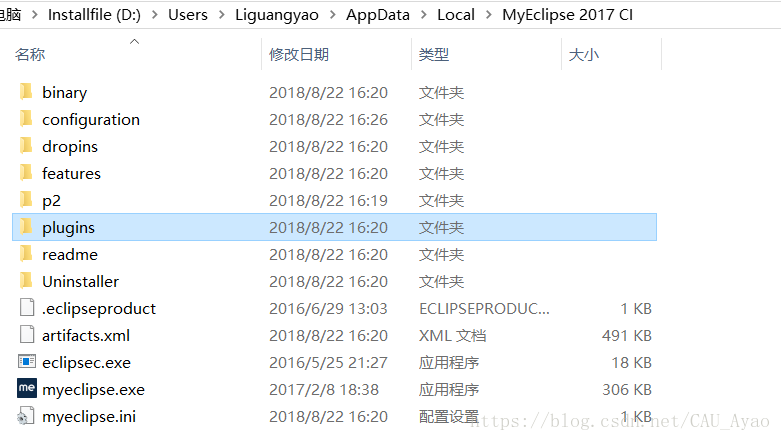 电脑 > Installfile (D:) > Users > Liguangyao > AppData > Local > MyEclipse 2017 CI
名称 修改日期 类型 大小
binary 2018/8/22 16:20 文件夹
configuration 2018/8/22 16:26 文件夹
dropins 2018/8/22 16:20 文件夹
features 2018/8/22 16:20 文件夹
p2 2018/8/22 16:19 文件夹
plugins 2018/8/22 16:20 文件夹
readme 2018/8/22 16:20 文件夹
Uninstaller 2018/8/22 16:20 文件夹
.eclipseproduct 2016/6/29 13:03 ECLIPSEPRODUC... 1 KB
artifacts.xml 2018/8/22 16:20 XML 文档 491 KB
eclipsec.exe 2016/5/25 21:27 应用程序 18 KB
me myeclipse.exe 2017/2/8 18:38 应用程序 306 KB
myeclipse.ini 2018/8/22 16:20 配置设置 1 KB
https://blog.csdn.net/CAU_Ayao